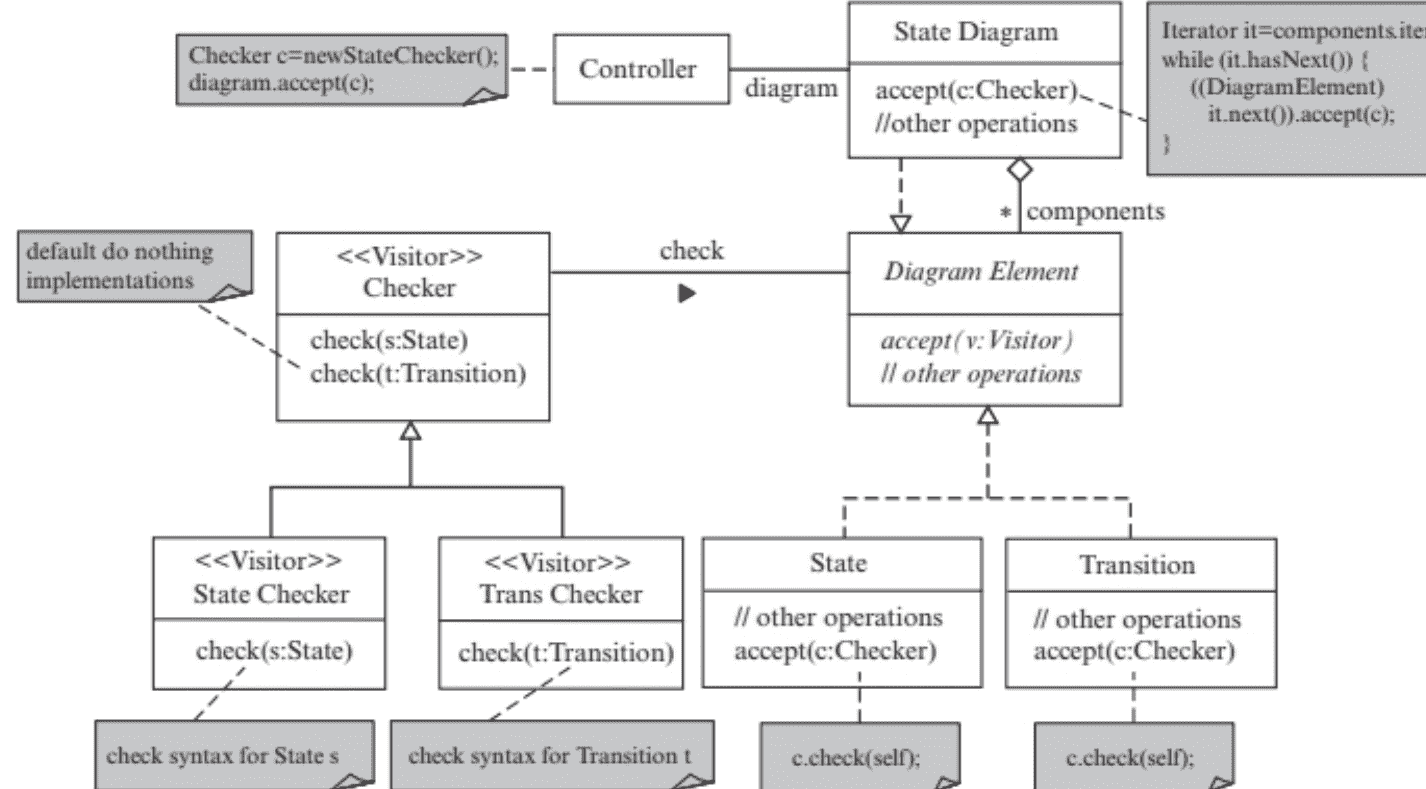 Checker c=newStateChecker();
diagram.accept(c);
Controller
diagram
State Diagram
accept(c:Checker)
//other operations
Iterator it=components.iter
while (it.hasNext()) {
((DiagramElement)
it.next()).accept(c);
}
* components
default do nothing
implementations
<<Visitor>>
Checker
check(s:State)
check(t:Transition)
check
Diagram Element
accept(v:Visitor)
// other operations
<<Visitor>>
State Checker
check(s:State)
<<Visitor>>
Trans Checker
check(t:Transition)
State
// other operations
accept(c:Checker)
Transition
// other operations
accept(c:Checker)
check syntax for State s
check syntax for Transition t
c.check(self);
c.check(self);